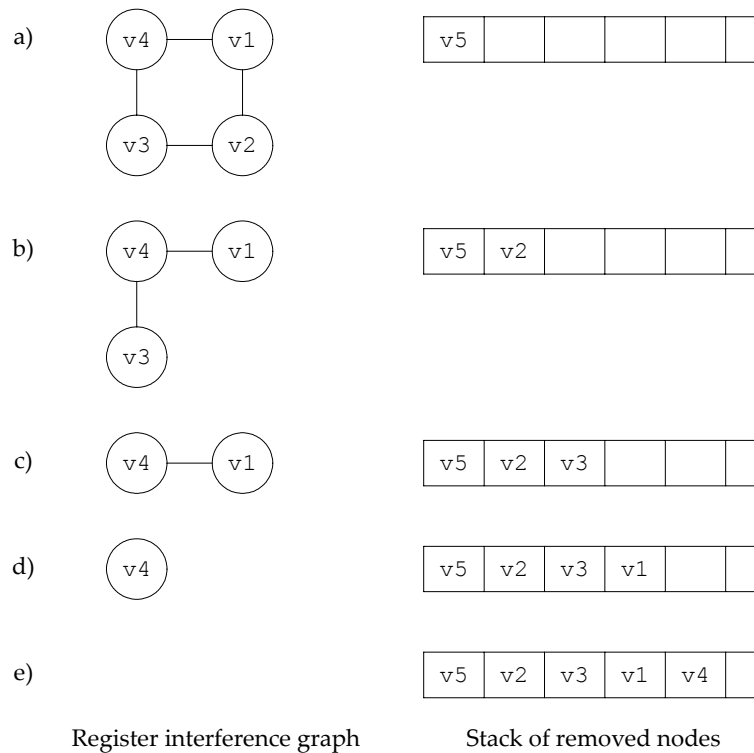 a) v4 v1 v5
v3 v2
b) v4 v1 v5 v2
v3
c) v4 v1 v5 v2 v3
d) v4 v5 v2 v3 v1
e) v5 v2 v3 v1 v4
Register interference graph Stack of removed nodes